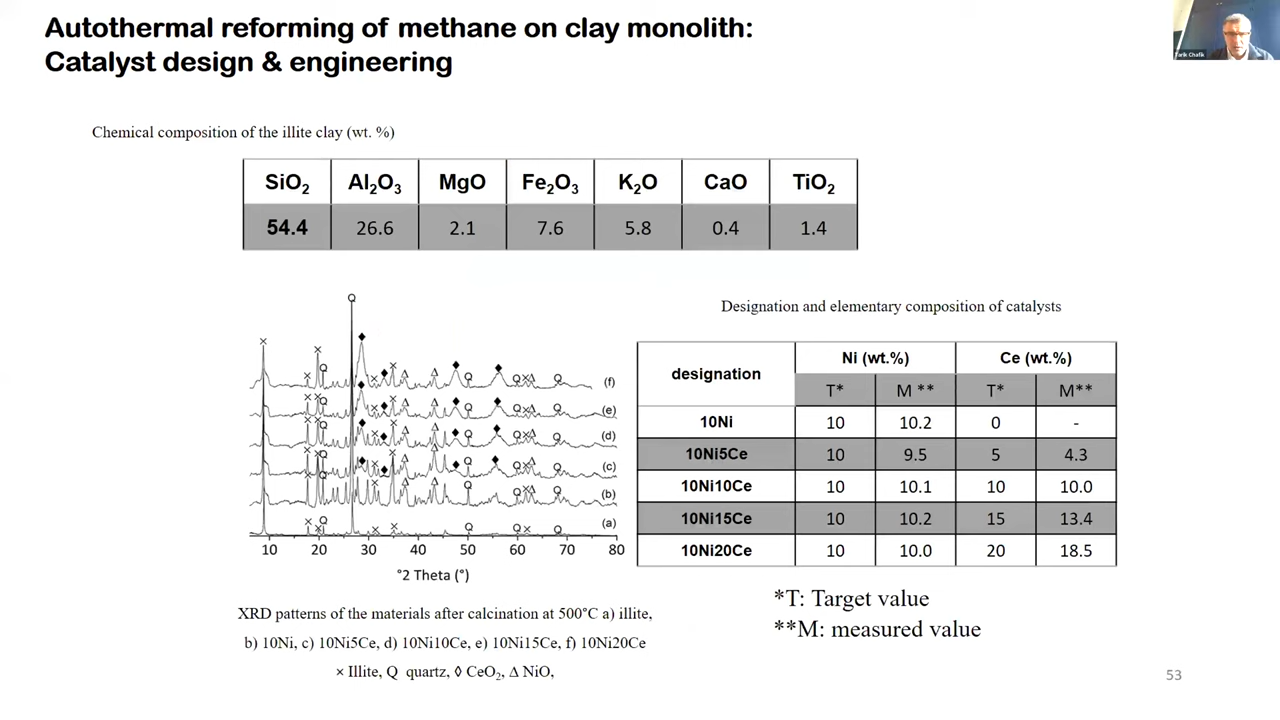 Autothermal reforming of methane on clay monolith:
Catalyst design & engineering
Tarik Chafik
Chemical composition of the illite clay (wt. %)
SiO₂ Al₂O₃ MgO Fe₂O₃ K₂O CaO TiO₂
54.4 26.6 2.1 7.6 5.8 0.4 1.4
Designation and elementary composition of catalysts
designation Ni (wt.%) Ce (wt.%)
T* M ** T* M**
10Ni 10 10.2 0 -
10Ni5Ce 10 9.5 5 4.3
10Ni10Ce 10 10.1 10 10.0
10Ni15Ce 10 10.2 15 13.4
10Ni20Ce 10 10.0 20 18.5
*T: Target value
**M: measured value
(f)
(e)
(d)
(c)
(b)
(a)
10 20 30 40 50 60 70 80
°2 Theta (°)
XRD patterns of the materials after calcination at 500°C a) illite,
b) 10Ni, c) 10Ni5Ce, d) 10Ni10Ce, e) 10Ni15Ce, f) 10Ni20Ce
× Illite, Q quartz, ◊ CeO₂, Δ NiO,
53